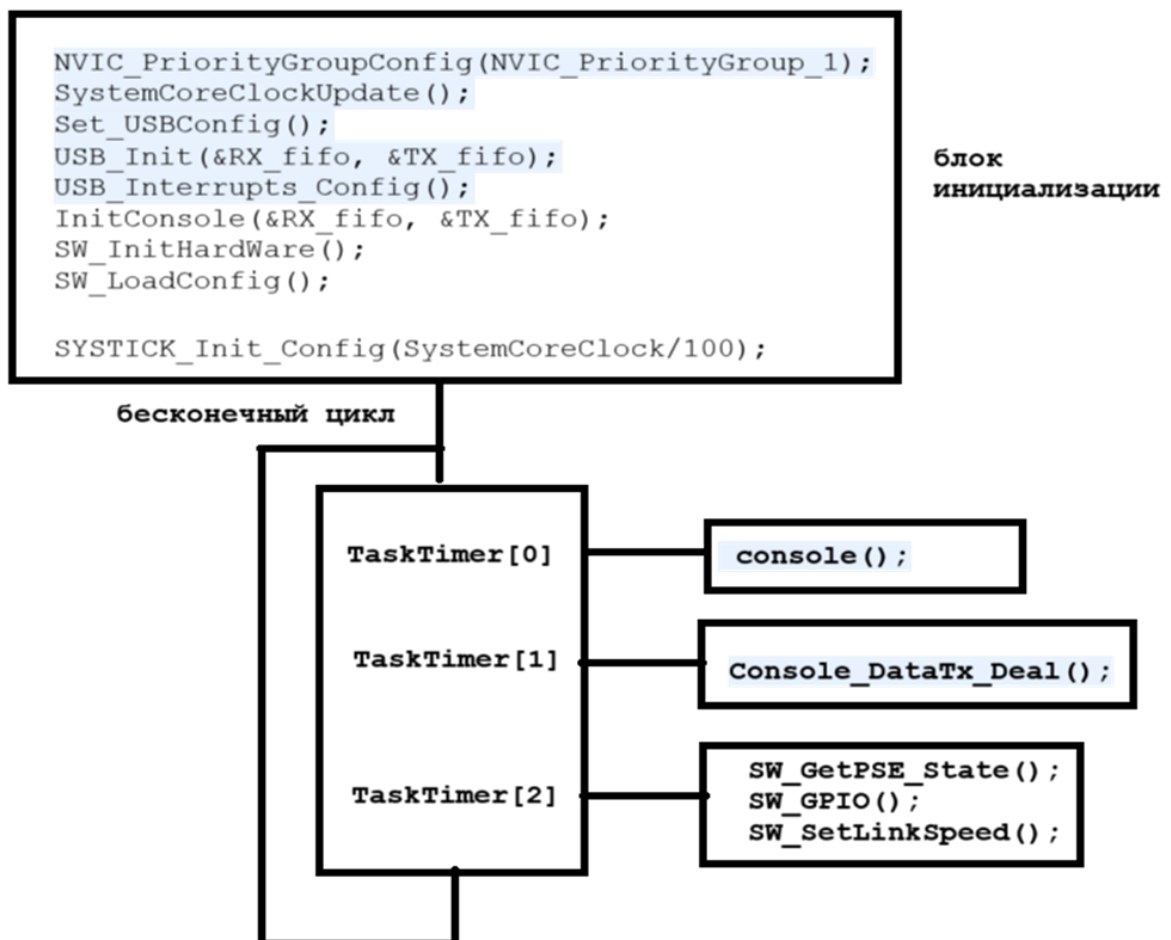 NVIC_PriorityGroupConfig(NVIC_PriorityGroup_1);
SystemCoreClockUpdate();
Set_USBConfig();
USB_Init(&RX_fifo, &TX_fifo);
USB_Interrupts_Config();
InitConsole(&RX_fifo, &TX_fifo);
SW_InitHardWare();
SW_LoadConfig();
SYSTICK_Init_Config(SystemCoreClock/100);
блок
инициализации
бесконечный цикл
TaskTimer[0]
console();
TaskTimer[1]
Console_DataTx_Deal();
TaskTimer[2]
SW_GetPSE_State();
SW_GPIO();
SW_SetLinkSpeed();